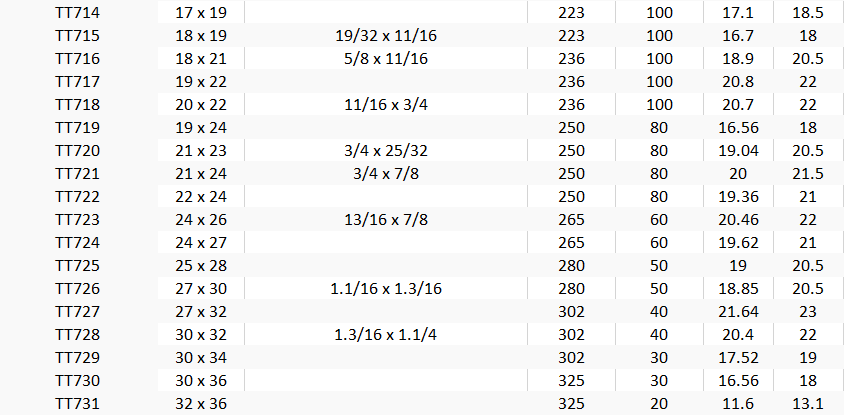 TT714 17 x 19 223 100 17.1 18.5
TT715 18 x 19 19/32 x 11/16 223 100 16.7 18
TT716 18 x 21 5/8 x 11/16 236 100 18.9 20.5
TT717 19 x 22 236 100 20.8 22
TT718 20 x 22 11/16 x 3/4 236 100 20.7 22
TT719 19 x 24 250 80 16.56 18
TT720 21 x 23 3/4 x 25/32 250 80 19.04 20.5
TT721 21 x 24 3/4 x 7/8 250 80 20 21.5
TT722 22 x 24 250 80 19.36 21
TT723 24 x 26 13/16 x 7/8 265 60 20.46 22
TT724 24 x 27 265 60 19.62 21
TT725 25 x 28 280 50 19 20.5
TT726 27 x 30 1.1/16 x 1.3/16 280 50 18.85 20.5
TT727 27 x 32 302 40 21.64 23
TT728 30 x 32 1.3/16 x 1.1/4 302 40 20.4 22
TT729 30 x 34 302 30 17.52 19
TT730 30 x 36 325 30 16.56 18
TT731 32 x 36 325 20 11.6 13.1